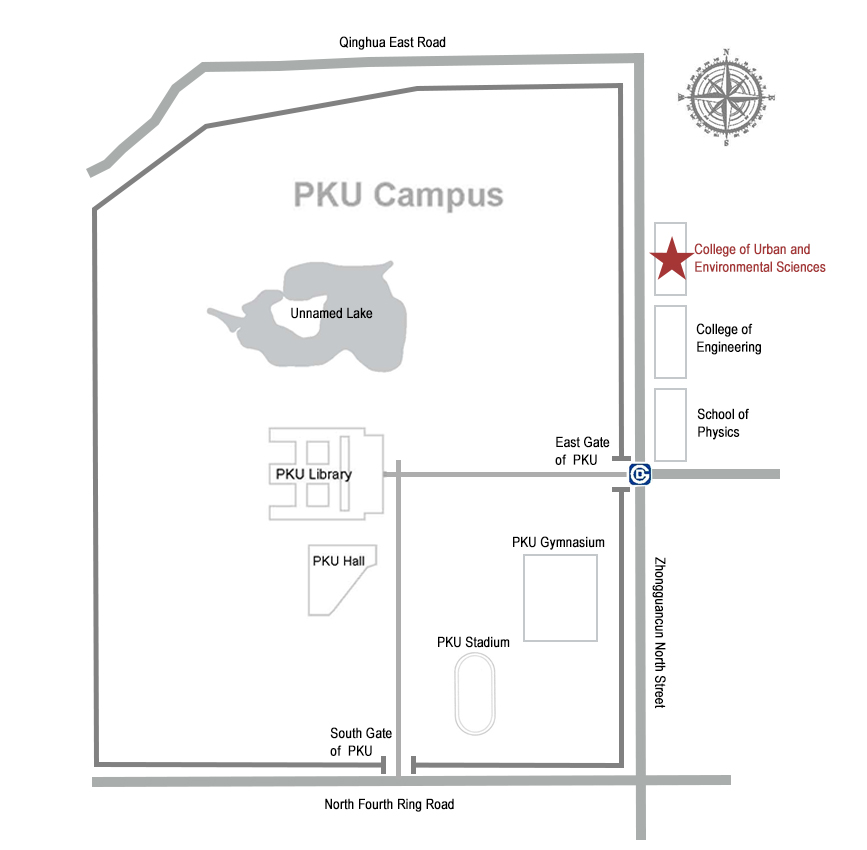 Qinghua East Road
N
W
E
S
PKU Campus
College of Urban and
Environmental Sciences
Unnamed Lake
College of
Engineering
School of
Physics
East Gate
of PKU
PKU Library
PKU Gymnasium
PKU Hall
Zhongguancun North Street
PKU Stadium
South Gate
of PKU
North Fourth Ring Road